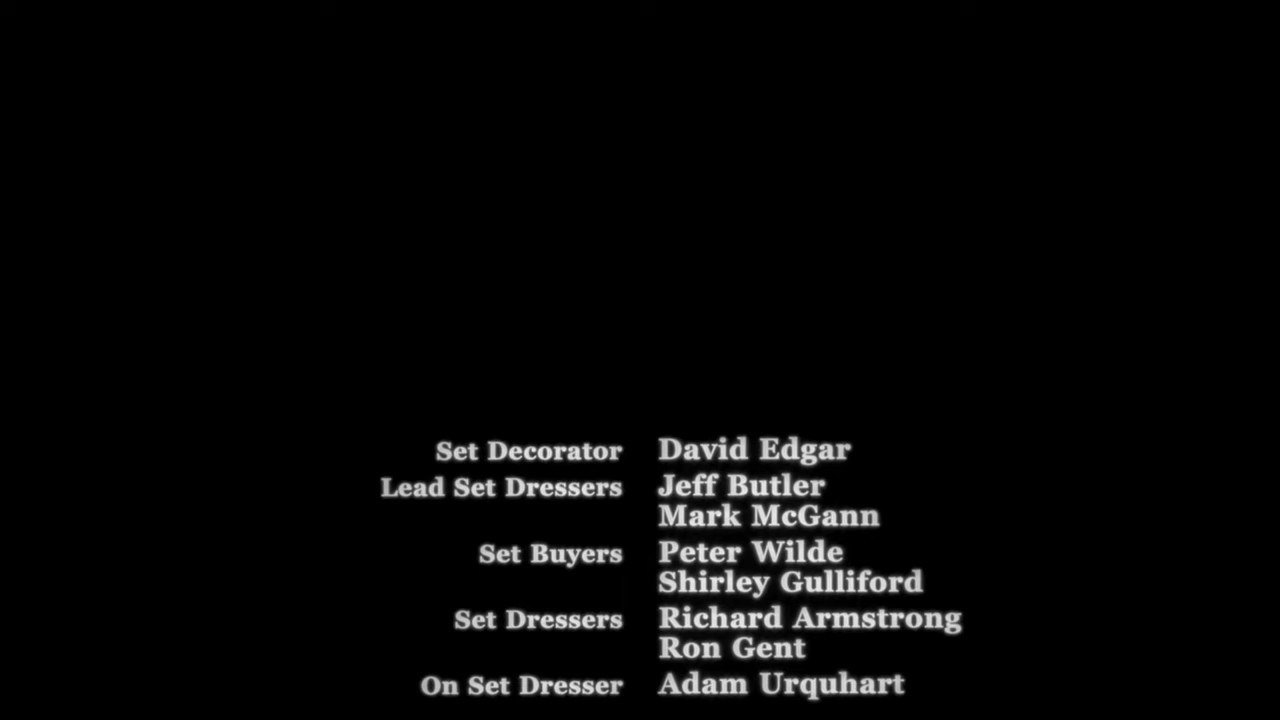 Set Decorator David Edgar
Lead Set Dressers Jeff Butler
Mark McGann
Set Buyers Peter Wilde
Shirley Gulliford
Set Dressers Richard Armstrong
Ron Gent
On Set Dresser Adam Urquhart